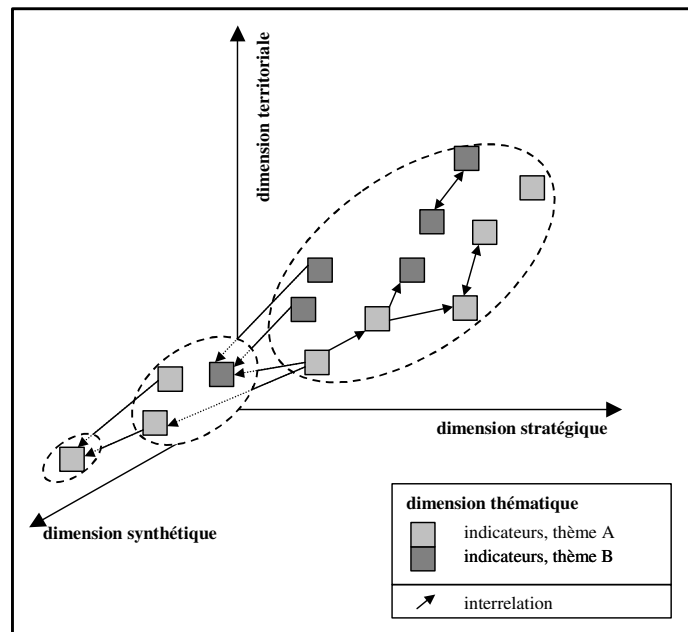 dimension territoriale
dimension stratégique
dimension synthétique
dimension thématique
indicateurs, thème A
indicateurs, thème B
interrelation